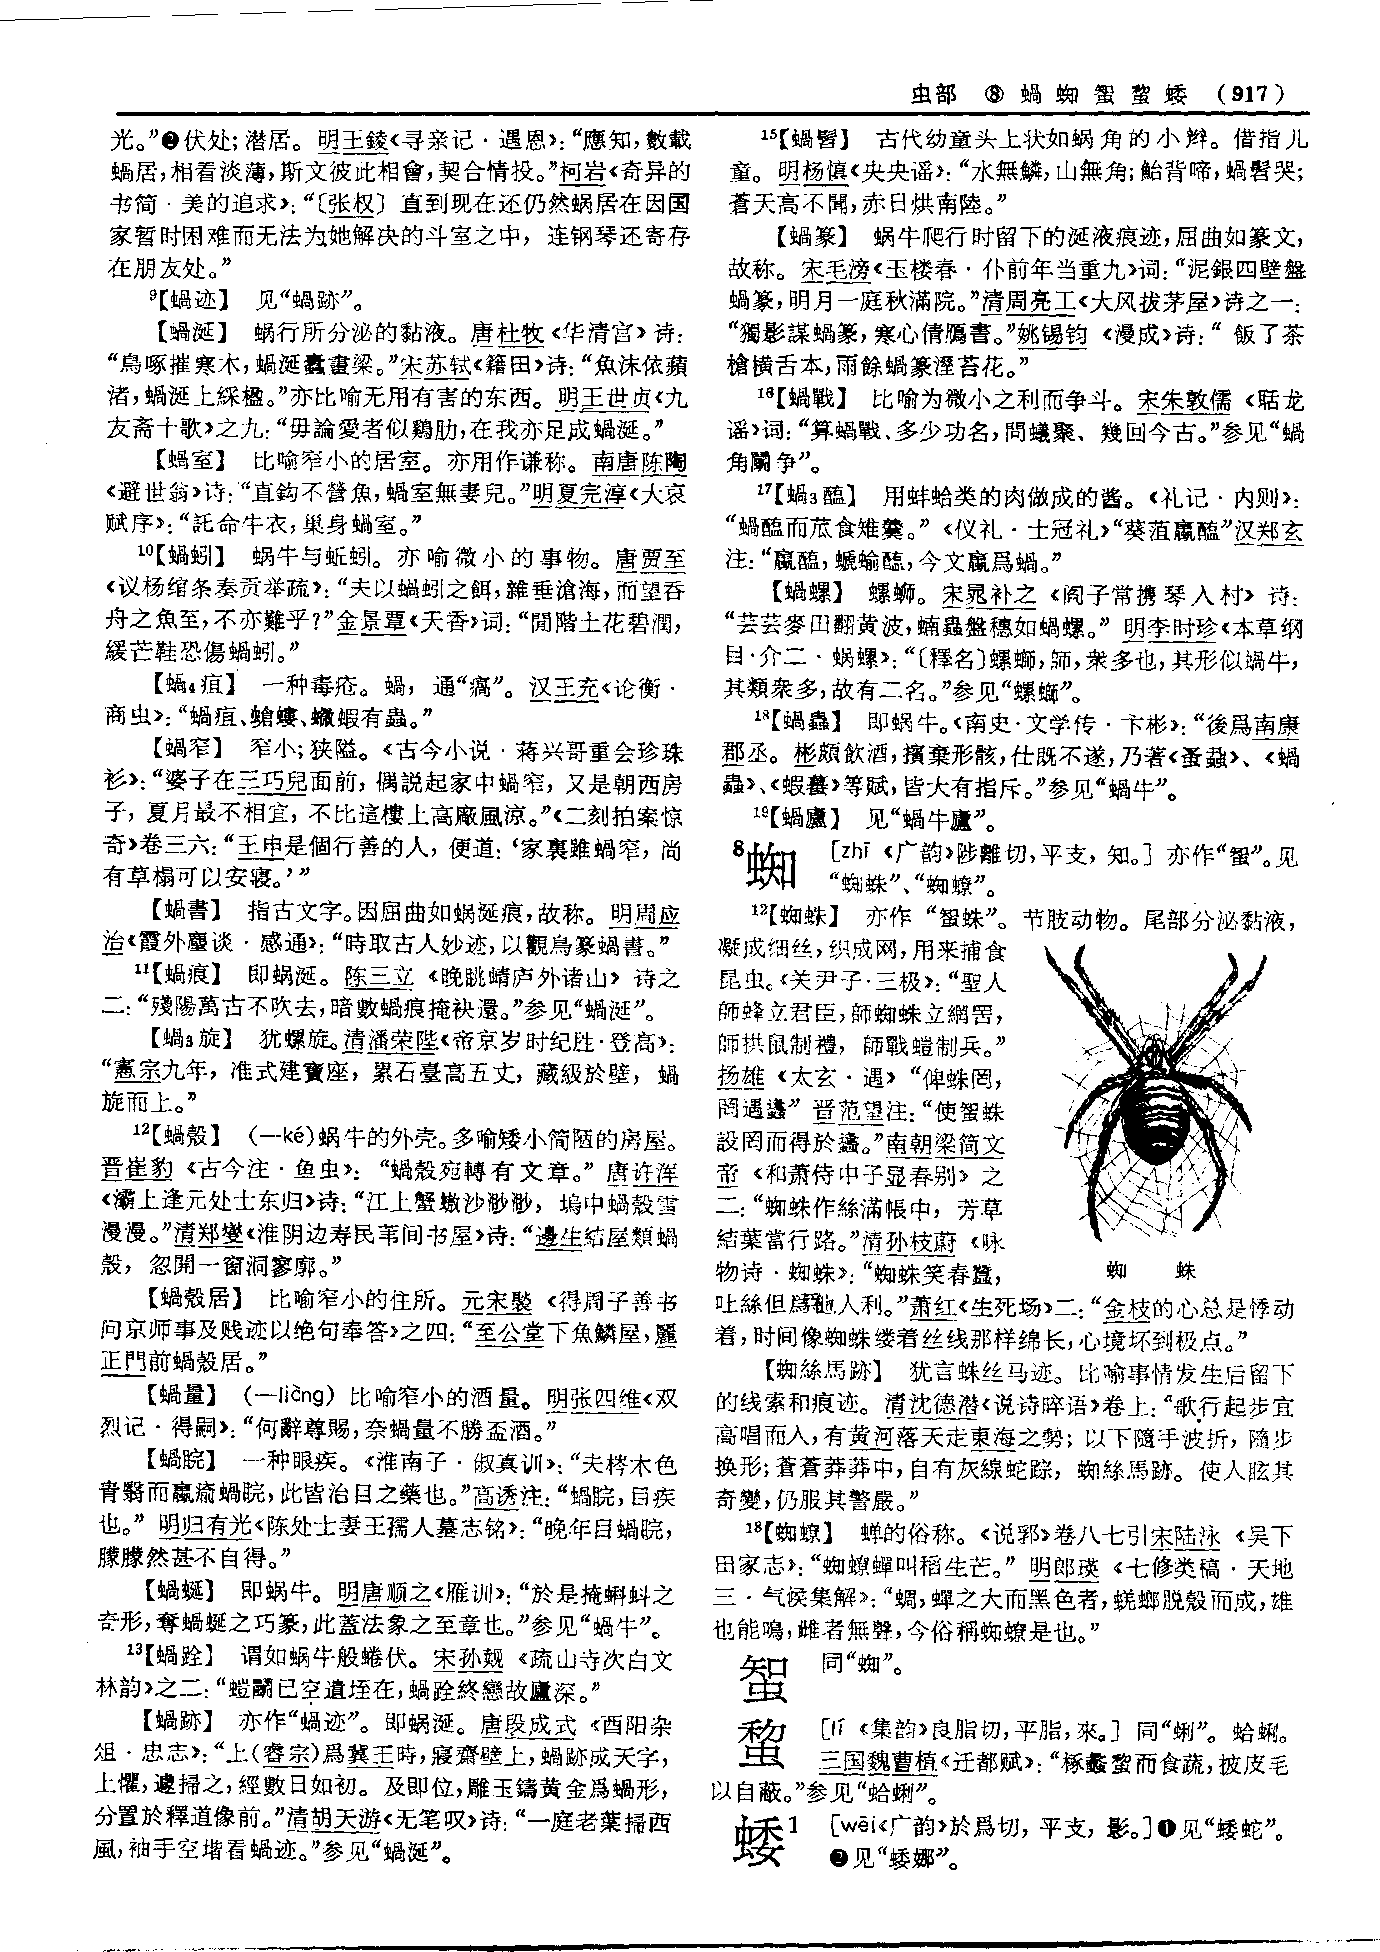 虫部 ⑧ 蝸 蜘 蟹 蟄 蜲 (917)
光。”❷伏处;潜居。明王錂《寻亲记·遇恩》:“應知,數載
蝸居,相看淡薄,斯文彼此相會,契合情投。”柯岩《奇异的
书简·美的追求》:“〔张权〕直到现在还仍然蜗居在因国
家暂时困难而无法为她解决的斗室之中,连钢琴还寄存
在朋友处。”
⁹【蝸迹】 见“蝸跡”。
【蝸涎】 蜗行所分泌的黏液。唐杜牧《华清宫》诗:
“鳥啄摧寒木,蝸涎蠹畫梁。”宋苏轼《籍田》诗:“魚沫依蘋
渚,蝸涎上綵楹。”亦比喻无用有害的东西。明王世贞《九
友斋十歌》之九:“毋論愛者似鷄肋,在我亦足成蝸涎。”
【蝸室】 比喻窄小的居室。亦用作谦称。南唐陈陶
《避世翁》诗:“直鈎不營魚,蝸室無妻兒。”明夏完淳《大哀
赋序》:“託命牛衣,巢身蝸室。”
¹⁰【蝸蚓】 蜗牛与蚯蚓。亦喻微小的事物。唐贾至
《议杨绾条奏贡举疏》:“夫以蝸蚓之餌,雜垂滄海,而望吞
舟之魚至,不亦難乎?”金景覃《天香》词:“閒階土花碧潤,
緩芒鞋恐傷蝸蚓。”
【蝸₄疽】 一种毒疮。蝸,通“瘑”。汉王充《论衡·
商虫》:“蝸疽、螥螻、蠍蝦有蟲。”
【蝸窄】 窄小;狭隘。《古今小说·蒋兴哥重会珍珠
衫》:“婆子在三巧兒面前,偶説起家中蝸窄,又是朝西房
子,夏月最不相宜,不比這樓上高厰風凉。”《二刻拍案惊
奇》卷三六:“王申是個行善的人,便道:‘家裏雖蝸窄,尚
有草榻可以安寢。’”
【蝸書】 指古文字。因屈曲如蜗涎痕,故称。明周应
治《霞外麈谈·感通》:“時取古人妙迹,以觀鳥篆蝸書。”
¹¹【蝸痕】 即蜗涎。陈三立《晚眺靖庐外诸山》诗之
二:“殘陽萬古不吹去,暗數蝸痕掩袂還。”参见“蝸涎”。
【蝸₃旋】 犹螺旋。清潘荣陛《帝京岁时纪胜·登高》:
“憲宗九年,准式建寳座,累石臺高五丈,藏級於壁,蝸
旋而上。”
¹²【蝸殼】 (—ké)蜗牛的外壳。多喻矮小简陋的房屋。
晋崔豹《古今注·鱼虫》:“蝸殼宛轉有文章。”唐许浑
《灞上逢元处士东归》诗:“江上蟹螯沙渺渺,塢中蝸殼雪
漫漫。”清郑燮《淮阴边寿民苇间书屋》诗:“邊生結屋類蝸
殼,忽開一窗洞寥廓。”
【蝸殼居】 比喻窄小的住所。元宋褧《得周子善书
问京师事及贱迹以绝句奉答》之四:“至公堂下魚鱗屋,麗
正門前蝸殼居。”
【蝸量】 (—liàng) 比喻窄小的酒量。明张四维《双
烈记·得嗣》:“何辭尊賜,奈蝸量不勝盃酒。”
【蝸睆】 一种眼疾。《淮南子·俶真训》:“夫梣木色
青翳而蠃瘉蝸睆,此皆治目之藥也。”高诱注:“蝸睆,目疾
也。”明归有光《陈处士妻王孺人墓志铭》:“晚年目蝸睆,
朦朦然甚不自得。”
【蝸蜒】 即蜗牛。明唐顺之《雁训》:“於是掩蝌蚪之
奇形,奪蝸蜒之巧篆,此蓋法象之至章也。”参见“蝸牛”。
¹³【蝸跧】 谓如蜗牛般蜷伏。宋孙觌《疏山寺次白文
林韵》之二:“螘鬭已空遺垤在,蝸跧終戀故廬深。”
【蝸跡】 亦作“蝸迹”。即蜗涎。唐段成式《酉阳杂
俎·忠志》:“上(睿宗)爲冀王時,寢齋壁上,蝸跡成天字,
上懼,遽掃之,經數日如初。及即位,雕玉鑄黄金爲蝸形,
分置於釋道像前。”清胡天游《无笔叹》诗:“一庭老葉掃西
風,袖手空堦看蝸迹。”参见“蝸涎”。
¹⁵【蝸髻】 古代幼童头上状如蜗角的小辫。借指儿
童。明杨慎《央央谣》:“水無鱗,山無角;鮐背啼,蝸髻哭;
蒼天高不聞,赤日烘南陸。”
【蝸篆】 蜗牛爬行时留下的涎液痕迹,屈曲如篆文,
故称。宋毛滂《玉楼春·仆前年当重九》词:“泥銀四壁盤
蝸篆,明月一庭秋滿院。”清周亮工《大风拔茅屋》诗之一:
“獨影謀蝸篆,寒心倩鴈書。”姚锡钧《漫成》诗:“飯了茶
槍横舌本,雨餘蝸篆溼苔花。”
¹⁶【蝸戰】 比喻为微小之利而争斗。宋朱敦儒《聒龙
谣》词:“算蝸戰、多少功名,問蟻聚、幾回今古。”参见“蝸
角鬭争”。
¹⁷【蝸₃醢】 用蚌蛤类的肉做成的酱。《礼记·内则》:
“蝸醢而苽食雉羹。”《仪礼·士冠礼》“葵菹蠃醢”汉郑玄
注:“蠃醢,螔蝓醢,今文蠃爲蝸。”
【蝸螺】 螺蛳。宋晁补之《阎子常携琴入村》诗:
“芸芸麥田翻黄波,蝻蟲盤穗如蝸螺。”明李时珍《本草纲
目·介二·蜗螺》:“〔釋名〕螺螄,師,衆多也,其形似蝸牛,
其類衆多,故有二名。”参见“螺螄”。
¹⁸【蝸蟲】 即蜗牛。《南史·文学传·卞彬》:“後爲南康
郡丞。彬頗飲酒,擯棄形骸,仕既不遂,乃著《蚤蝨》、《蝸
蟲》、《蝦蟇》等賦,皆大有指斥。”参见“蝸牛”。
¹⁹【蝸廬】 见“蝸牛廬”。
⁸蜘 [zhī《广韵》陟離切,平支,知。] 亦作“䵹”。见
“蜘蛛”、“蜘蟟”。
¹²【蜘蛛】 亦作“䵹蛛”。节肢动物。尾部分泌黏液,
凝成细丝,织成网,用来捕食
昆虫。《关尹子·三极》:“聖人
師蜂立君臣,師蜘蛛立網罟,
師拱鼠制禮,師戰螘制兵。”
扬雄《太玄·遇》“俾蛛罔,
罔遇蠭”晋范望注:“使䵹蛛
設罔而得於蠭。”南朝梁简文
帝《和萧侍中子显春别》之
二:“蜘蛛作絲滿帳中,芳草
結葉當行路。”清孙枝蔚《咏
物诗·蜘蛛》:“蜘蛛笑春蠶,
吐絲但爲他人利。”萧红《生死场》二:“金枝的心总是悸动
着,时间像蜘蛛缕着丝线那样绵长,心境坏到极点。”
蜘 蛛
【蜘絲馬跡】 犹言蛛丝马迹。比喻事情发生后留下
的线索和痕迹。清沈德潜《说诗晬语》卷上:“歌行起步宜
高唱而入,有黄河落天走東海之勢;以下隨手波折,隨步
换形;蒼蒼莽莽中,自有灰線蛇踪,蜘絲馬跡。使人眩其
奇變,仍服其警嚴。”
¹⁸【蜘蟟】 蝉的俗称。《说郛》卷八七引宋陆泳《吴下
田家志》:“蜘蟟蟬叫稻生芒。”明郎瑛《七修类稿·天地
三·气候集解》:“蜩,蟬之大而黑色者,蜣螂脱殼而成,雄
也能鳴,雌者無聲,今俗稱蜘蟟是也。”
䵹 同“蜘”。
[lí《集韵》良脂切,平脂,來。] 同“蜊”。蛤蜊。
三国魏曹植《迁都赋》:“椓蠡蟄而食蔬,披皮毛
以自蔽。”参见“蛤蜊”。
蜲¹ [wēi《广韵》於爲切,平支,影。]❶见“蜲蛇”。
❷见“蜲娜”。